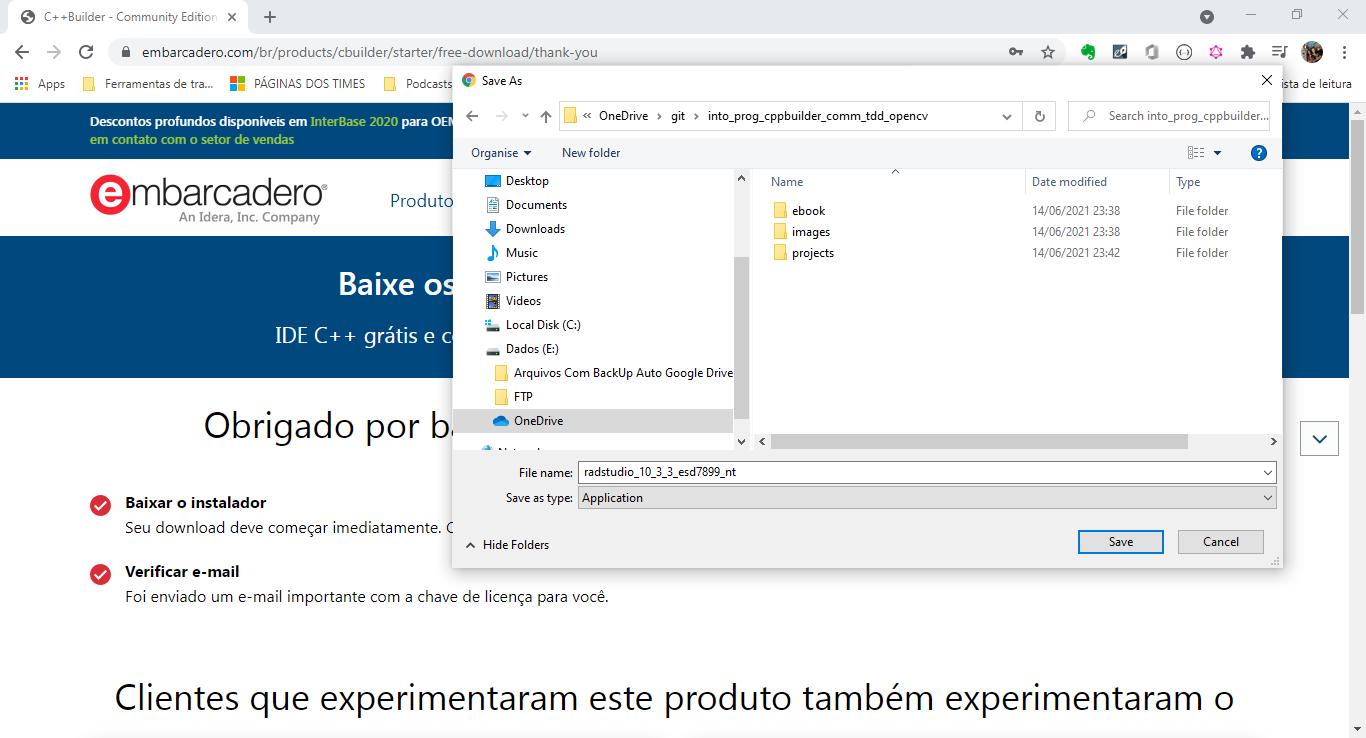 C++Builder - Community Edition
embarcadero.com/br/products/cbuilder/starter/free-download/thank-you
Apps
Ferramentas de tra...
PÁGINAS DOS TIMES
Podcasts
ista de leitura
Descontos profundos disponíveis em InterBase 2020 para OEM
em contato com o setor de vendas
embarcadero®
An Idera, Inc. Company
Produto
Baixe os
IDE C++ grátis e c
Obrigado por ba
Baixar o instalador
Seu download deve começar imediatamente. C
Verificar e-mail
Foi enviado um e-mail importante com a chave de licença para você.
Clientes que experimentaram este produto também experimentaram o
Save As
« OneDrive > git > into_prog_cppbuilder_comm_tdd_opencv
Search into_prog_cppbuilder...
Organise
New folder
Desktop
Documents
Downloads
Music
Pictures
Videos
Local Disk (C:)
Dados (E:)
Arquivos Com BackUp Auto Google Drive
FTP
OneDrive
Name Date modified Type
ebook 14/06/2021 23:38 File folder
images 14/06/2021 23:38 File folder
projects 14/06/2021 23:42 File folder
File name: radstudio_10_3_3_esd7899_nt
Save as type: Application
Hide Folders
Save
Cancel